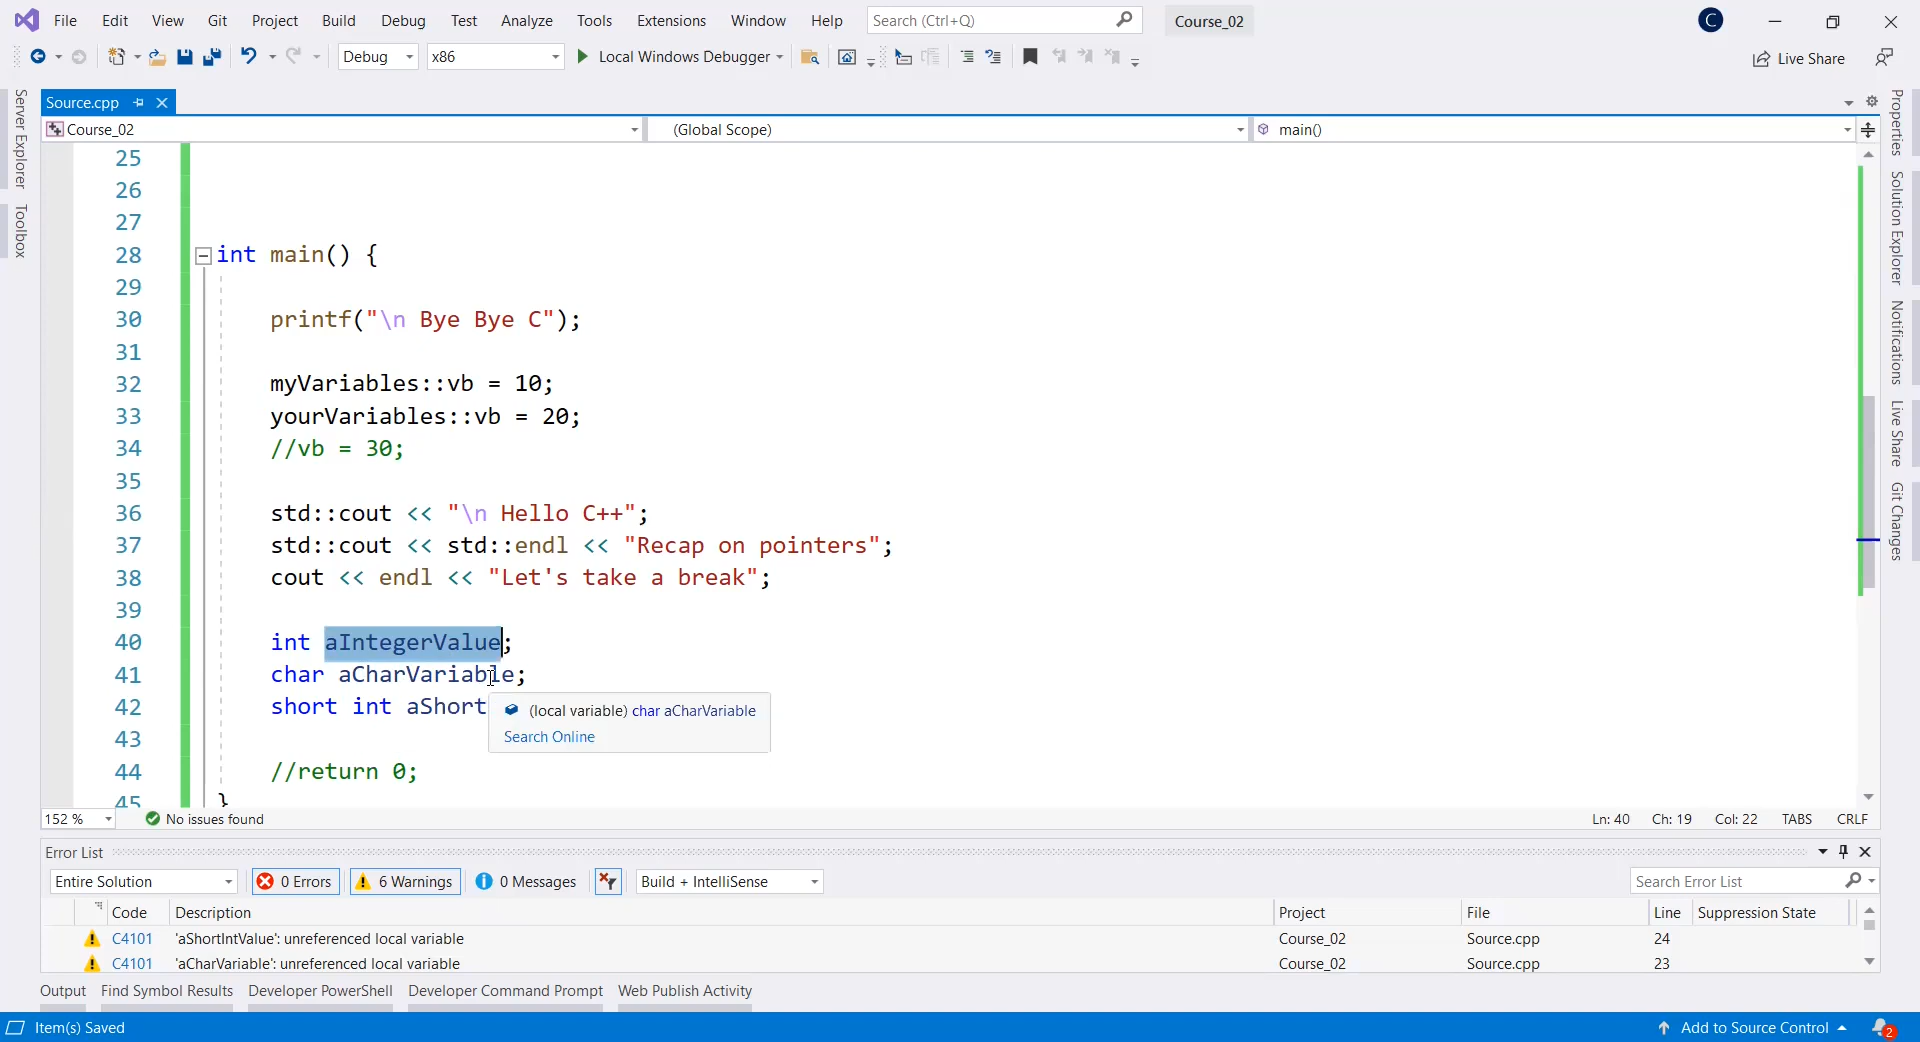 File Edit View Git Project Build Debug Test Analyze Tools Extensions Window Help Search (Ctrl+Q) Course_02 C
Debug x86 Local Windows Debugger Live Share
Server Explorer
Toolbox
Source.cpp
Course_02 (Global Scope) main()
25
26
27
28 int main() {
29
30 printf("\n Bye Bye C");
31
32 myVariables::vb = 10;
33 yourVariables::vb = 20;
34 //vb = 30;
35
36 std::cout << "\n Hello C++";
37 std::cout << std::endl << "Recap on pointers";
38 cout << endl << "Let's take a break";
39
40 int aIntegerValue;
41 char aCharVariable;
42 short int aShort
(local variable) char aCharVariable
Search Online
43
44 //return 0;
45 }
152 % No issues found Ln: 40 Ch: 19 Col: 22 TABS CRLF
Properties
Solution Explorer
Notifications
Live Share
Git Changes
Error List
Entire Solution 0 Errors 6 Warnings 0 Messages Build + IntelliSense Search Error List
Code Description Project File Line Suppression State
C4101 'aShortIntValue': unreferenced local variable Course_02 Source.cpp 24
C4101 'aCharVariable': unreferenced local variable Course_02 Source.cpp 23
Output Find Symbol Results Developer PowerShell Developer Command Prompt Web Publish Activity
Item(s) Saved Add to Source Control 2